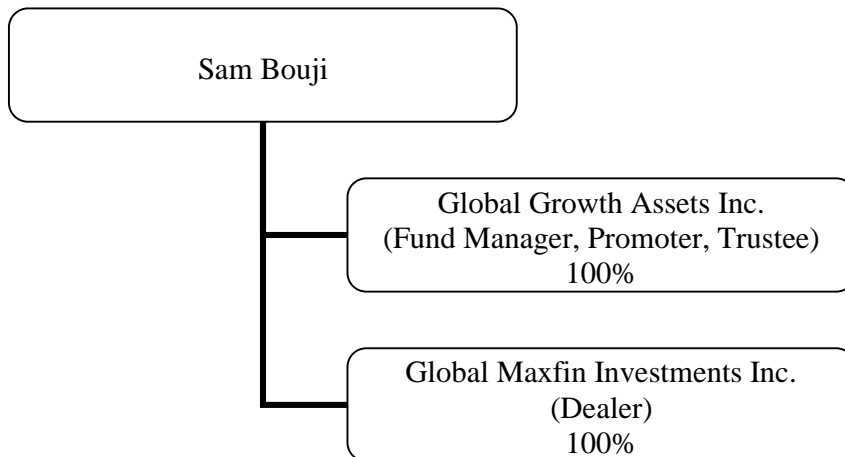 Sam Bouji
Global Growth Assets Inc.
(Fund Manager, Promoter, Trustee)
100%
Global Maxfin Investments Inc.
(Dealer)
100%